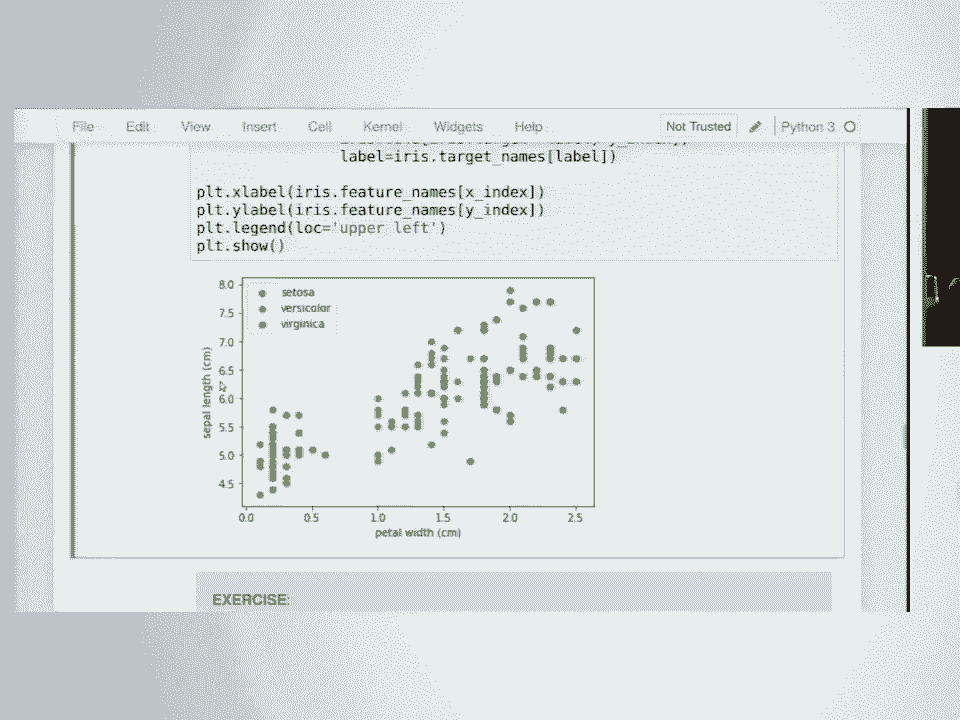 File Edit View Insert Cell Kernel Widgets Help Not Trusted Python 3
label=iris.target_names[label])
plt.xlabel(iris.feature_names[x_index])
plt.ylabel(iris.feature_names[y_index])
plt.legend(loc='upper left')
plt.show()
8.0
7.5
7.0
6.5
6.0
5.5
5.0
4.5
sepal length (cm)
setosa
versicolor
virginica
0.0 0.5 1.0 1.5 2.0 2.5
petal width (cm)
EXERCISE: